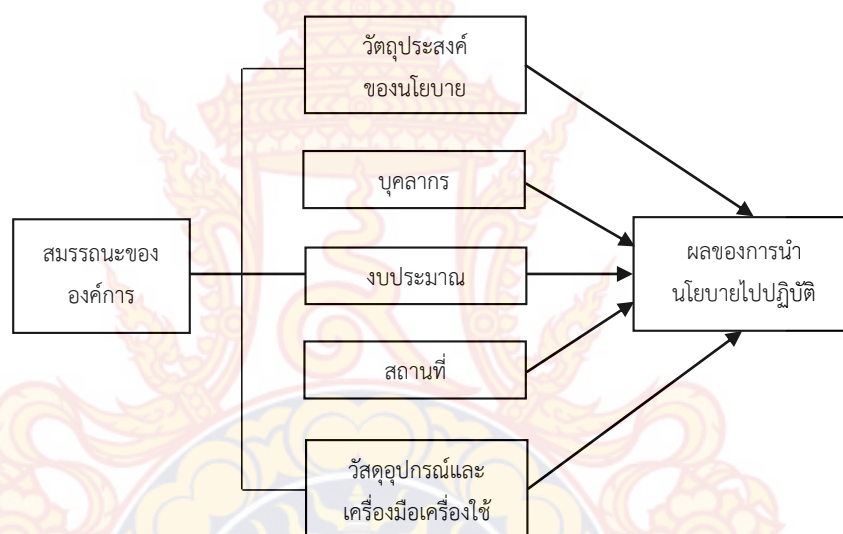 วัตถุประสงค์
ของนโยบาย
บุคลากร
สมรรถนะของ
องค์การ
งบประมาณ
ผลของการนำ
นโยบายไปปฏิบัติ
สถานที่
วัสดุอุปกรณ์และ
เครื่องมือเครื่องใช้